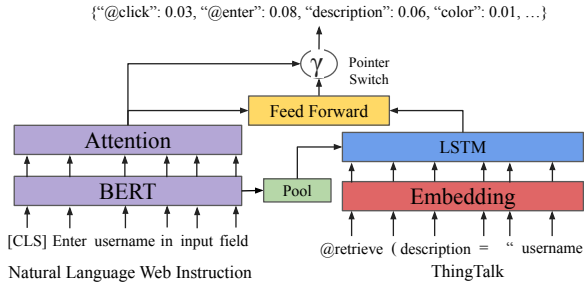 {“@click”: 0.03, “@enter”: 0.08, “description”: 0.06, “color”: 0.01, …}
γ
Pointer
Switch
Feed Forward
Attention
LSTM
BERT
Pool
Embedding
[CLS] Enter username in input field
@retrieve ( description = “ username
Natural Language Web Instruction
ThingTalk